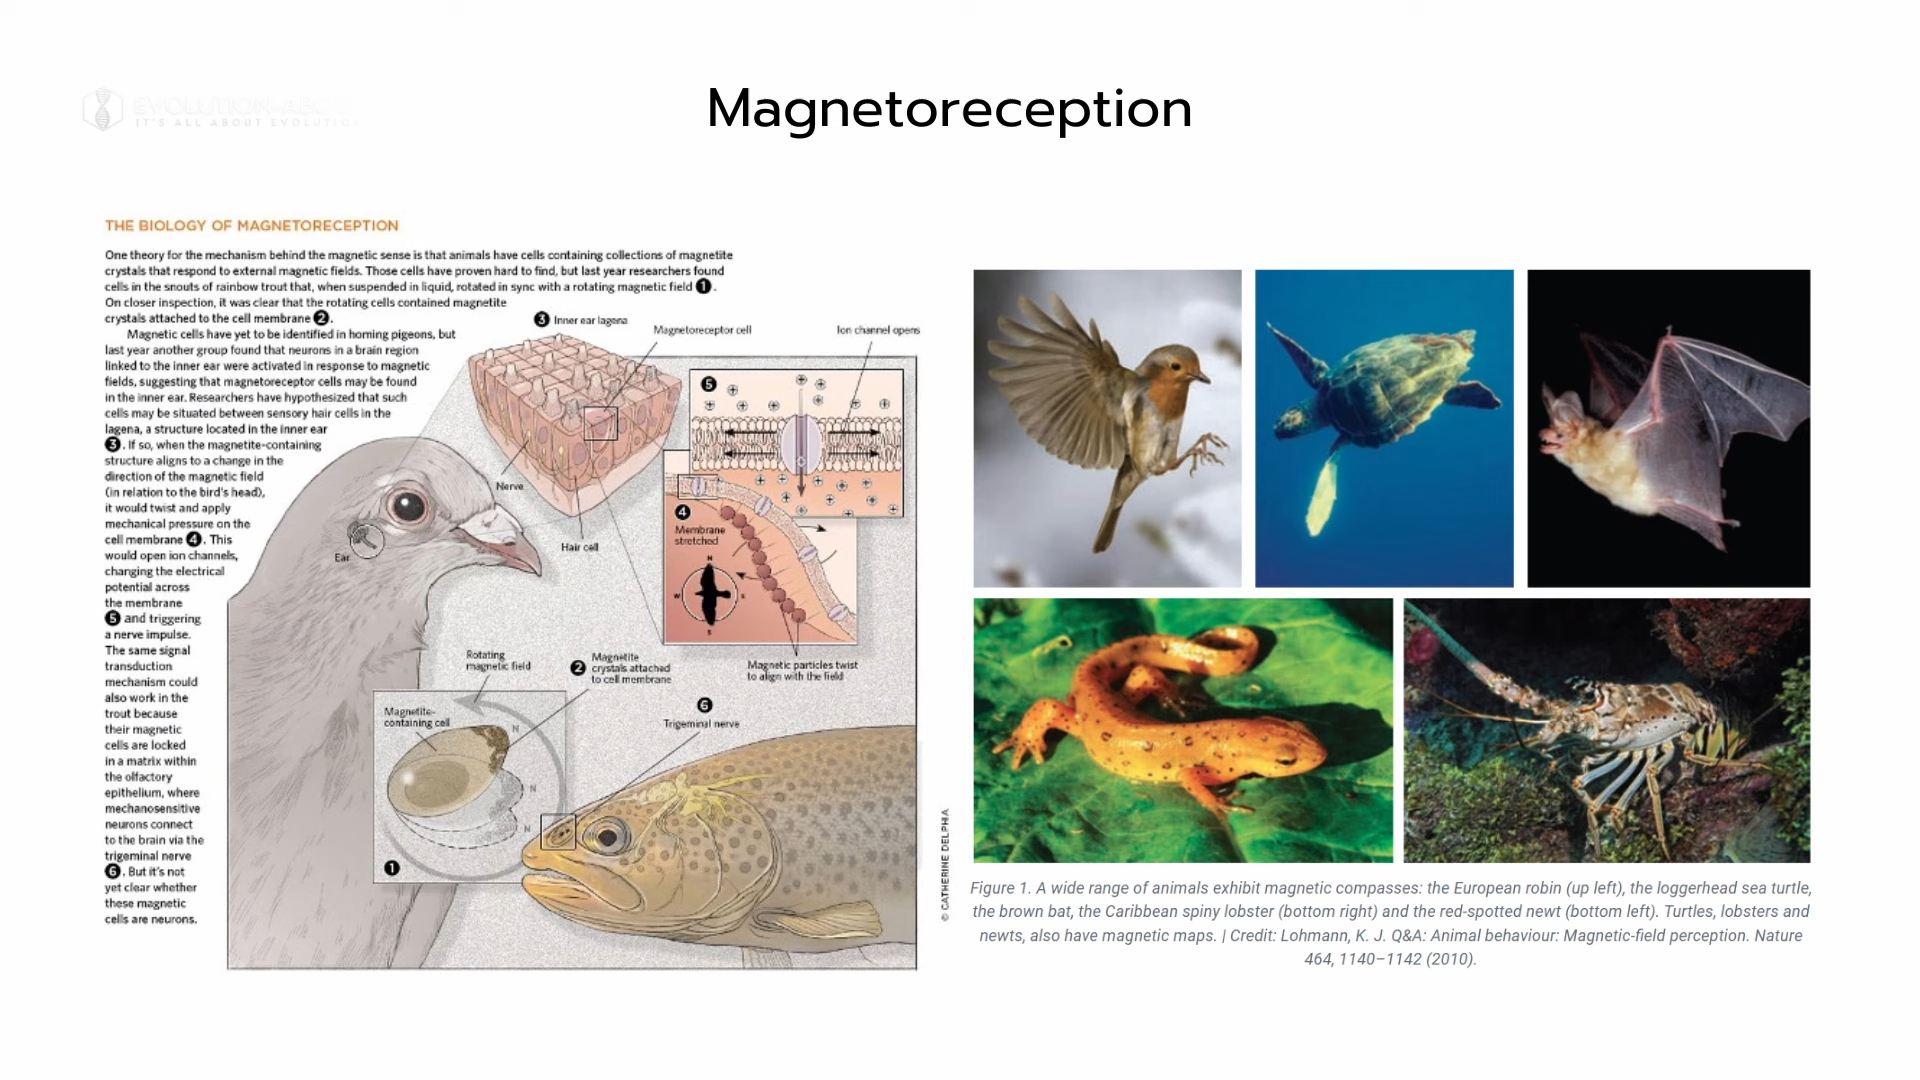 Magnetoreception
IT'S ALL ABOUT EVOLUTION
THE BIOLOGY OF MAGNETORECEPTION
One theory for the mechanism behind the magnetic sense is that animals have cells containing collections of magnetite
crystals that respond to external magnetic fields. Those cells have proven hard to find, but last year researchers found
cells in the snouts of rainbow trout that, when suspended in liquid, rotated in sync with a rotating magnetic field 1.
On closer inspection, it was clear that the rotating cells contained magnetite
crystals attached to the cell membrane 2.
Magnetic cells have yet to be identified in homing pigeons, but
last year another group found that neurons in a brain region
linked to the inner ear were activated in response to magnetic
fields, suggesting that magnetoreceptor cells may be found
in the inner ear. Researchers have hypothesized that such
cells may be situated between sensory hair cells in the
lagena, a structure located in the inner ear
3. If so, when the magnetite-containing
structure aligns to a change in the
direction of the magnetic field
(in relation to the bird's head),
it would twist and apply
mechanical pressure on the
cell membrane 4. This
would open ion channels,
changing the electrical
potential across
the membrane
5 and triggering
a nerve impulse.
The same signal
transduction
mechanism could
also work in the
trout because
their magnetic
cells are locked
in a matrix within
the olfactory
epithelium, where
mechanosensitive
neurons connect
to the brain via the
trigeminal nerve
6. But it's not
yet clear whether
these magnetic
cells are neurons.
3 Inner ear lagena
Magnetoreceptor cell
Ion channel opens
5
Nerve
Hair cell
Ear
4
Membrane
stretched
N
W
E
S
Magnetic particles twist
to align with the field
Rotating
magnetic field
2 Magnetite
crystals attached
to cell membrane
6
Trigeminal nerve
Magnetite-
containing cell
N
N
N
1
© CATHERINE DELPHIA
Figure 1. A wide range of animals exhibit magnetic compasses: the European robin (up left), the loggerhead sea turtle,
the brown bat, the Caribbean spiny lobster (bottom right) and the red-spotted newt (bottom left). Turtles, lobsters and
newts, also have magnetic maps. | Credit: Lohmann, K. J. Q&A: Animal behaviour: Magnetic-field perception. Nature
464, 1140–1142 (2010).